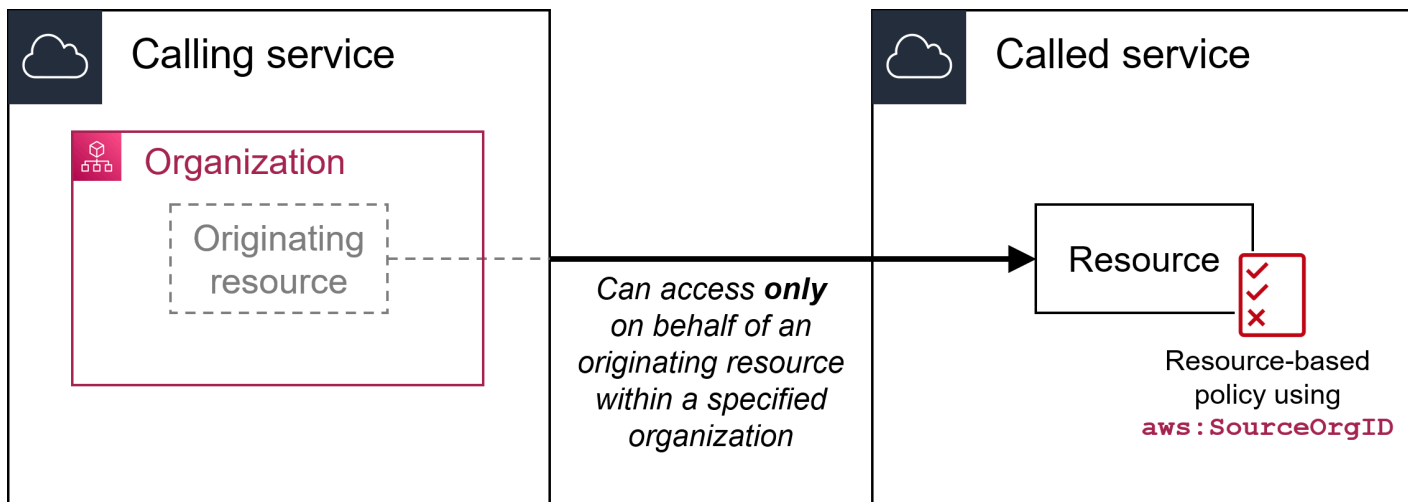 Calling service
Organization
Originating
resource
Can access only
on behalf of an
originating resource
within a specified
organization
Called service
Resource
Resource-based
policy using
aws:SourceOrgID